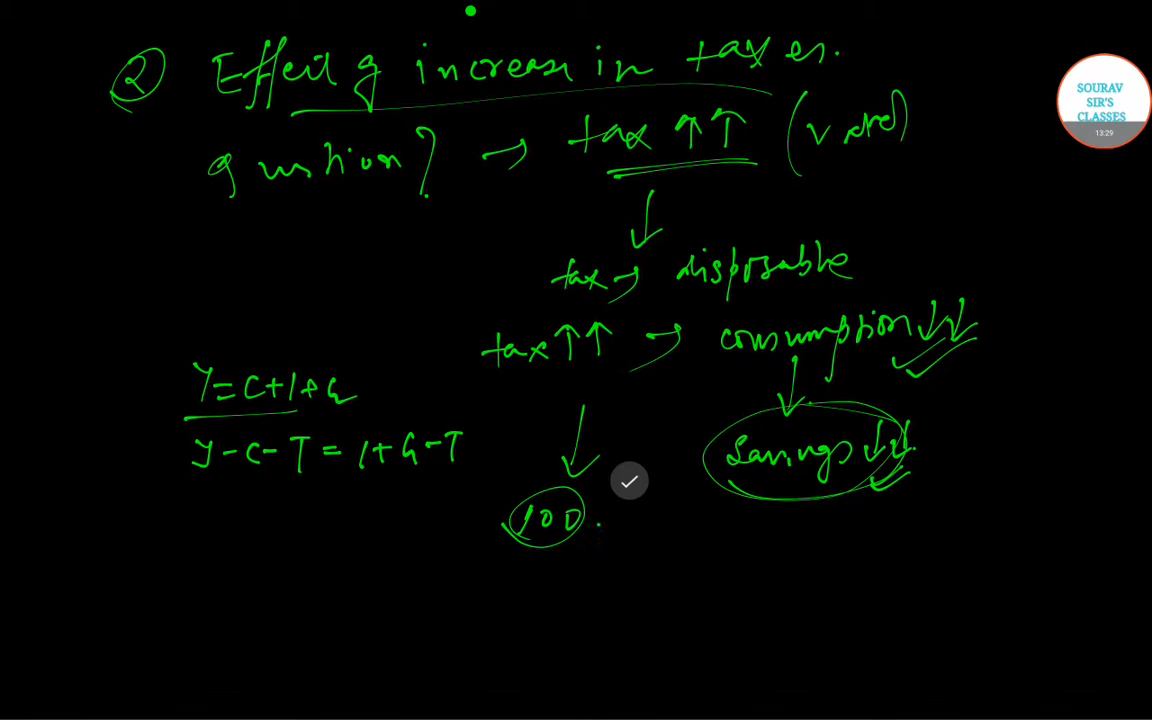 ② Effect of increase in taxes.
question? → tax ↑↑ (
tax → disposable
tax ↑↑ → consumption ↓↓
Y = C + I + G
Savings ↓↓.
Y - C - T = I + G - T
100.
SOURAV
SIR'S
CLASSES
13:29